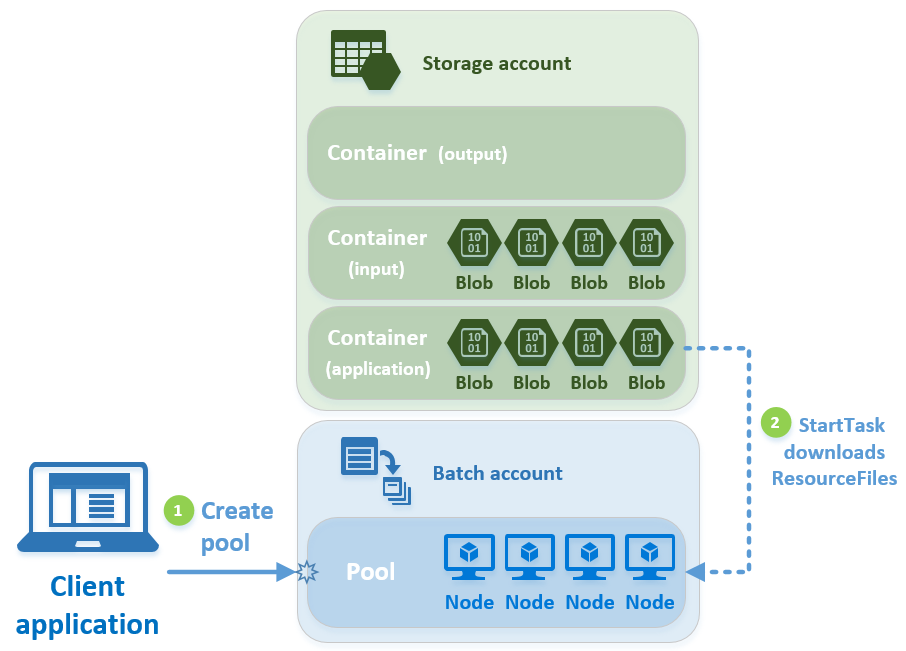 Storage account
Container (output)
Container
(input)
10
01
10
01
10
01
10
01
Blob Blob Blob Blob
Container
(application)
10
01
10
01
10
01
10
01
Blob Blob Blob Blob
2 StartTask
downloads
ResourceFiles
Batch account
1 Create
pool
Pool
Node Node Node Node
Client
application